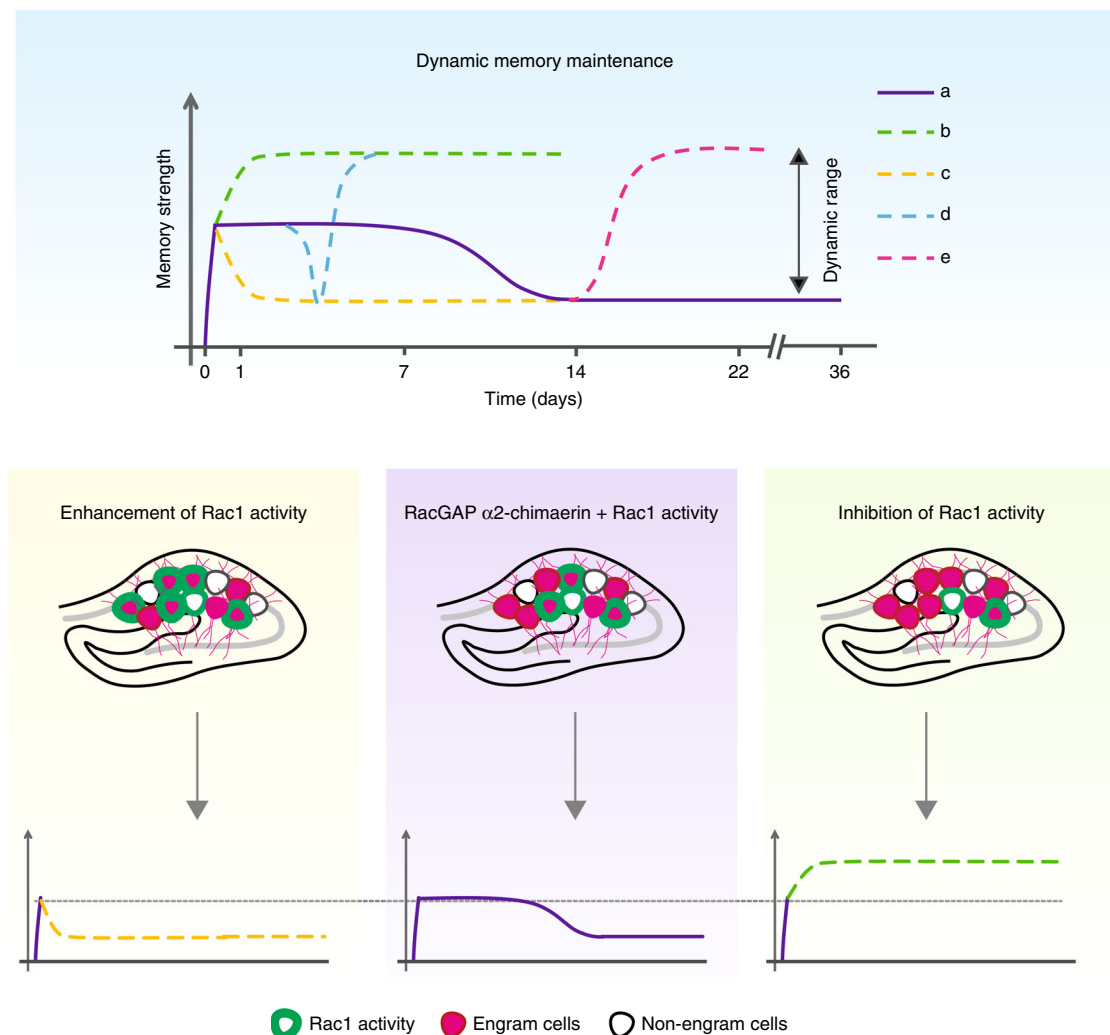 Dynamic memory maintenance
Memory strength
Dynamic range
a
b
c
d
e
0 1 7 14 22 36
Time (days)
Enhancement of Rac1 activity
RacGAP α2-chimaerin + Rac1 activity
Inhibition of Rac1 activity
Rac1 activity Engram cells Non-engram cells